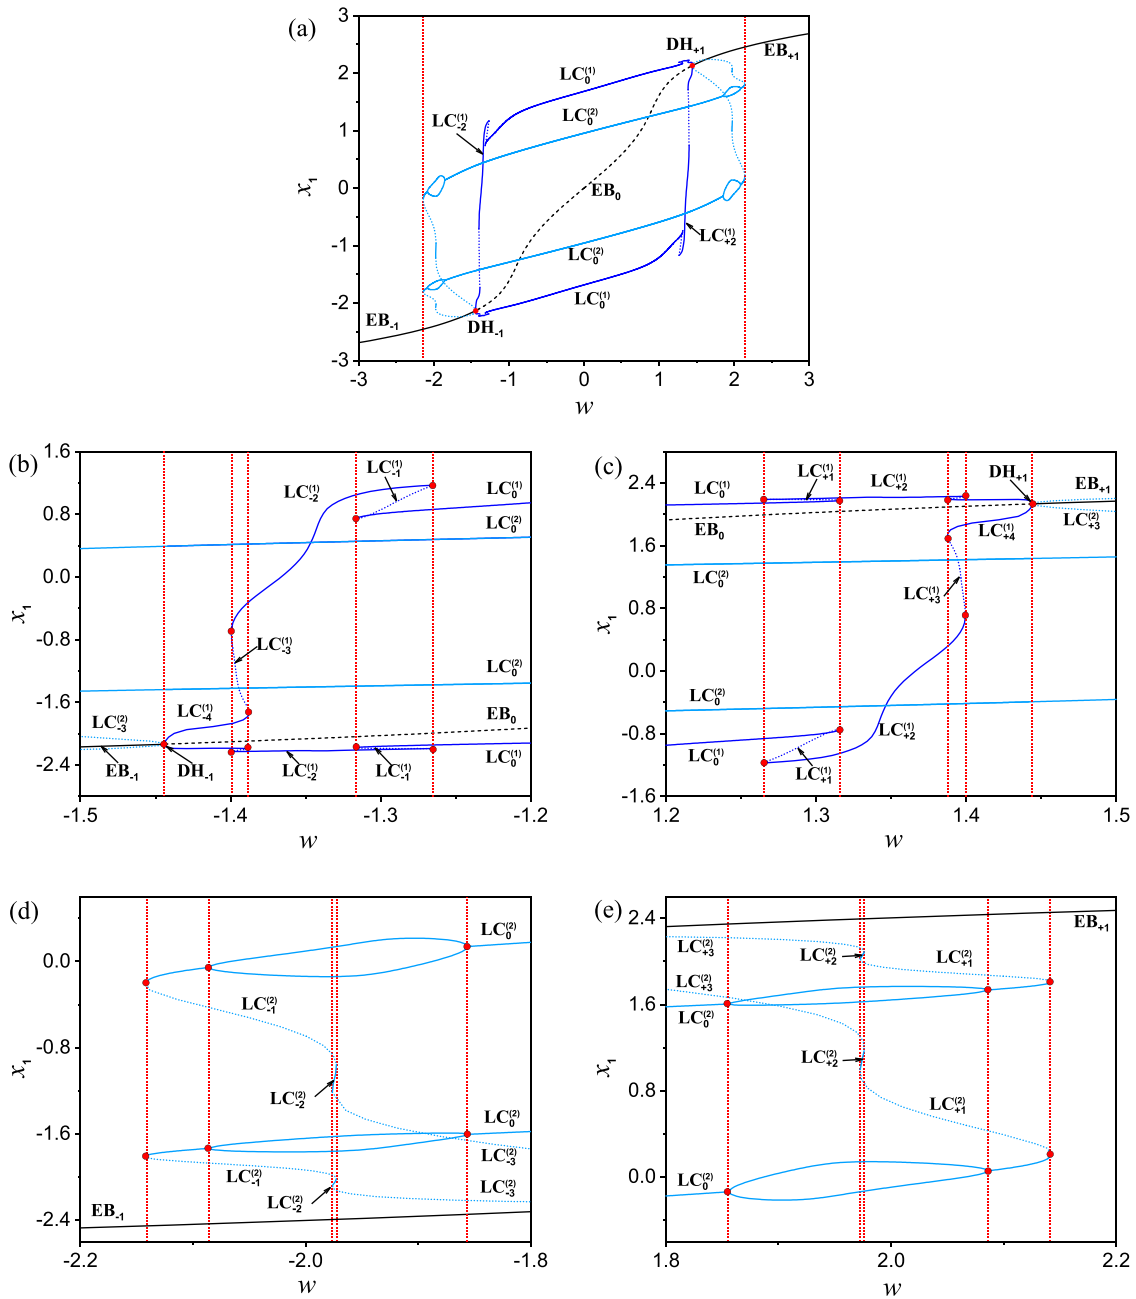 (a)
3
2
1
0
-1
-2
-3
x₁
DH₊₁
EB₊₁
LC₀⁽¹⁾
LC₋₂⁽¹⁾
LC₀⁽²⁾
EB₀
LC₊₂⁽¹⁾
LC₀⁽²⁾
LC₀⁽¹⁾
EB₋₁
DH₋₁
-3 -2 -1 0 1 2 3
w
(b)
1.6
0.8
0.0
-0.8
-1.6
-2.4
x₁
LC₋₁⁽¹⁾
LC₋₂⁽¹⁾
LC₀⁽¹⁾
LC₀⁽²⁾
LC₋₃⁽¹⁾
LC₀⁽²⁾
LC₋₃⁽²⁾
LC₋₄⁽¹⁾
EB₀
EB₋₁
DH₋₁
LC₋₂⁽¹⁾
LC₋₁⁽¹⁾
LC₀⁽¹⁾
-1.5 -1.4 -1.3 -1.2
w
(c)
2.4
1.6
0.8
0.0
-0.8
-1.6
x₁
LC₀⁽¹⁾
LC₊₁⁽¹⁾
LC₊₂⁽¹⁾
DH₊₁
EB₊₁
EB₀
LC₊₄⁽¹⁾
LC₊₃⁽²⁾
LC₀⁽²⁾
LC₊₃⁽¹⁾
LC₀⁽²⁾
LC₀⁽¹⁾
LC₊₂⁽¹⁾
LC₊₁⁽¹⁾
1.2 1.3 1.4 1.5
w
(d)
0.0
-0.8
-1.6
-2.4
x₁
LC₀⁽²⁾
LC₋₁⁽²⁾
LC₋₂⁽²⁾
LC₀⁽²⁾
LC₋₃⁽²⁾
LC₋₁⁽²⁾
LC₋₂⁽²⁾
LC₋₃⁽²⁾
EB₋₁
-2.2 -2.0 -1.8
w
(e)
2.4
1.6
0.8
0.0
x₁
EB₊₁
LC₊₃⁽²⁾
LC₊₂⁽²⁾
LC₊₁⁽²⁾
LC₊₃⁽²⁾
LC₀⁽²⁾
LC₊₂⁽²⁾
LC₊₁⁽²⁾
LC₀⁽²⁾
1.8 2.0 2.2
w